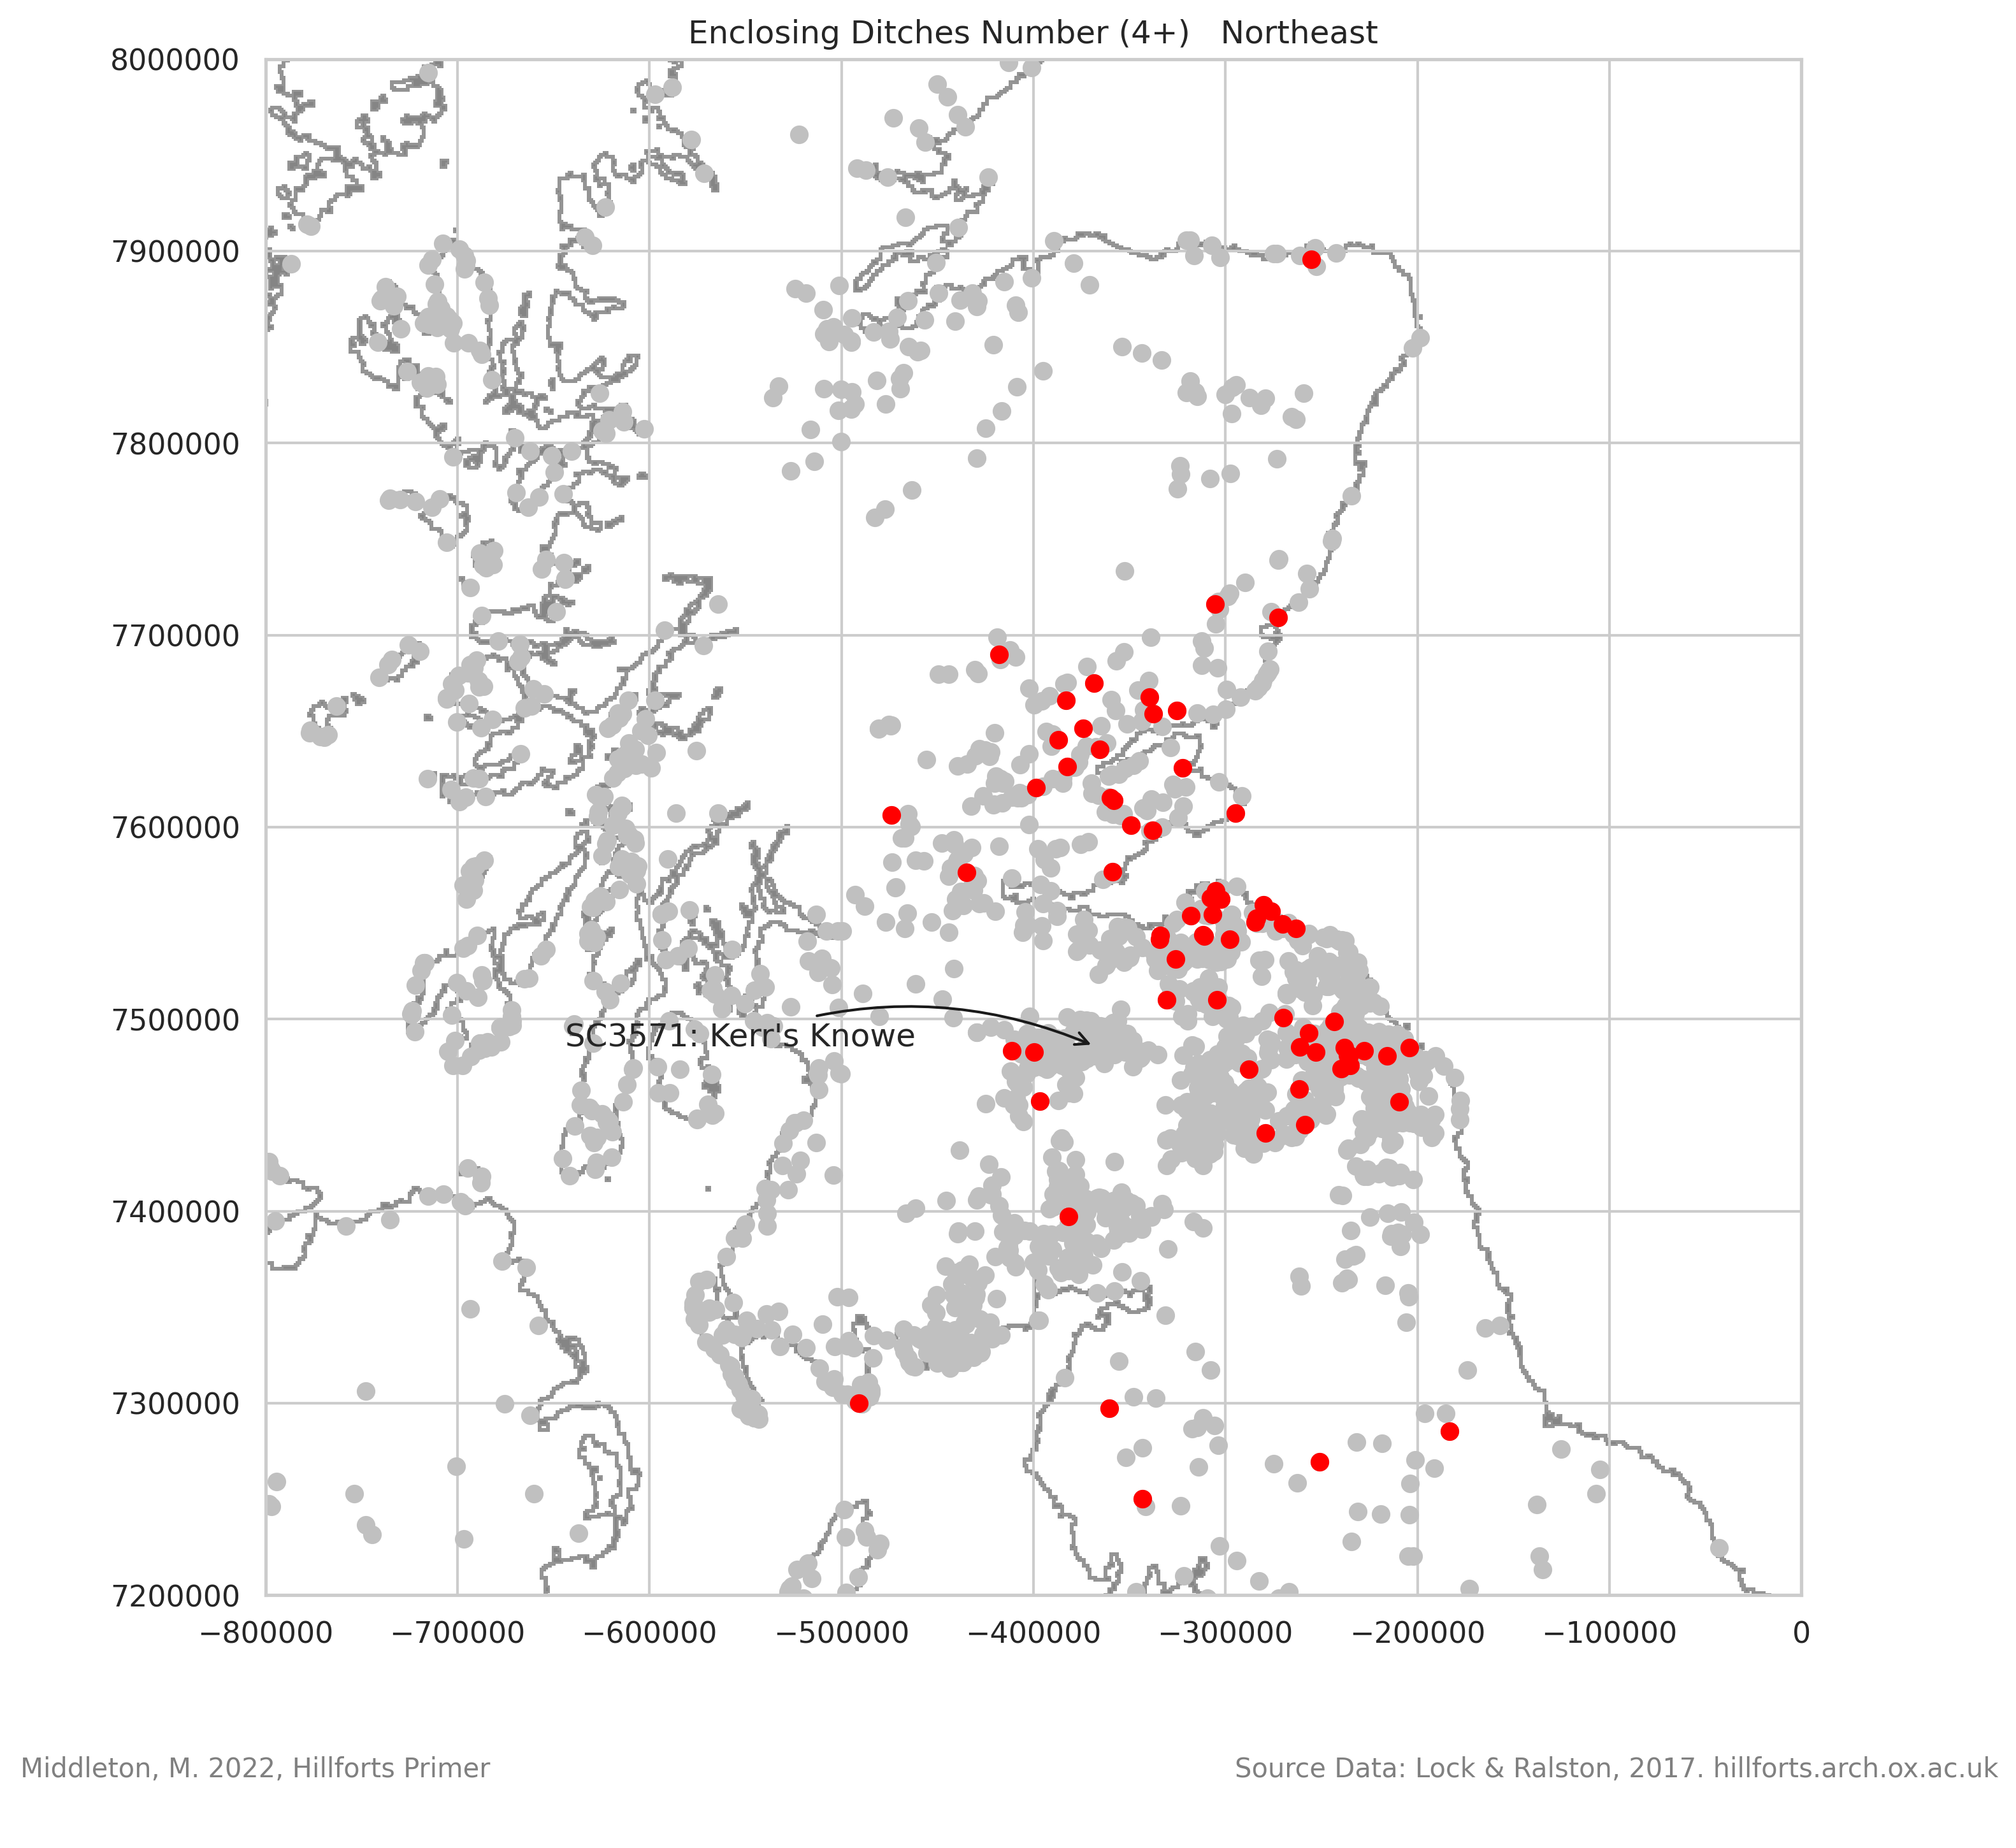 Enclosing Ditches Number (4+)   Northeast
8000000
7900000
7800000
7700000
7600000
7500000
SC3571: Kerr's Knowe
7400000
7300000
7200000
−800000 −700000 −600000 −500000 −400000 −300000 −200000 −100000 0
Middleton, M. 2022, Hillforts Primer
Source Data: Lock & Ralston, 2017. hillforts.arch.ox.ac.uk